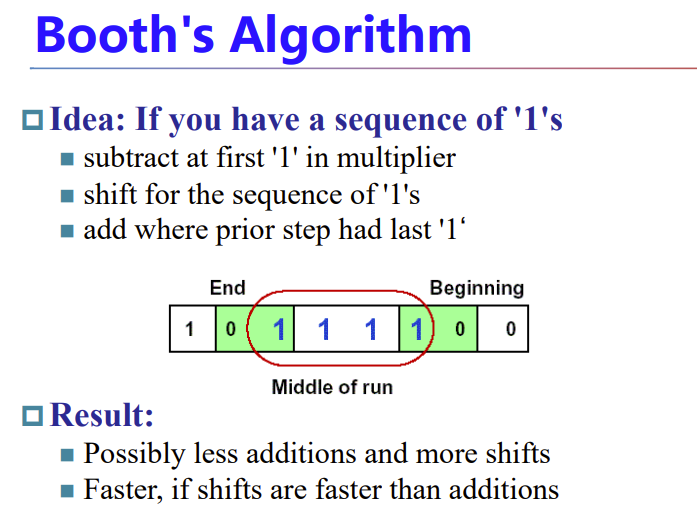 Booth's Algorithm
Idea: If you have a sequence of '1's
subtract at first '1' in multiplier
shift for the sequence of '1's
add where prior step had last '1‘
End Beginning
1 0 1 1 1 1 0 0
Middle of run
Result:
Possibly less additions and more shifts
Faster, if shifts are faster than additions